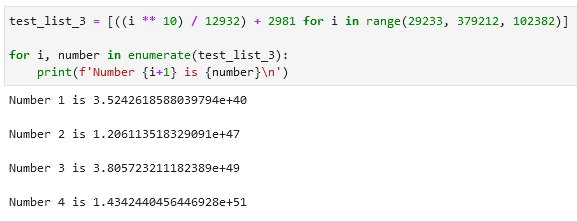 test_list_3 = [((i ** 10) / 12932) + 2981 for i in range(29233, 379212, 102382)]
for i, number in enumerate(test_list_3):
    print(f'Number {i+1} is {number}\n')
Number 1 is 3.5242618588039794e+40
Number 2 is 1.206113518329091e+47
Number 3 is 3.805723211182389e+49
Number 4 is 1.4342440456446928e+51